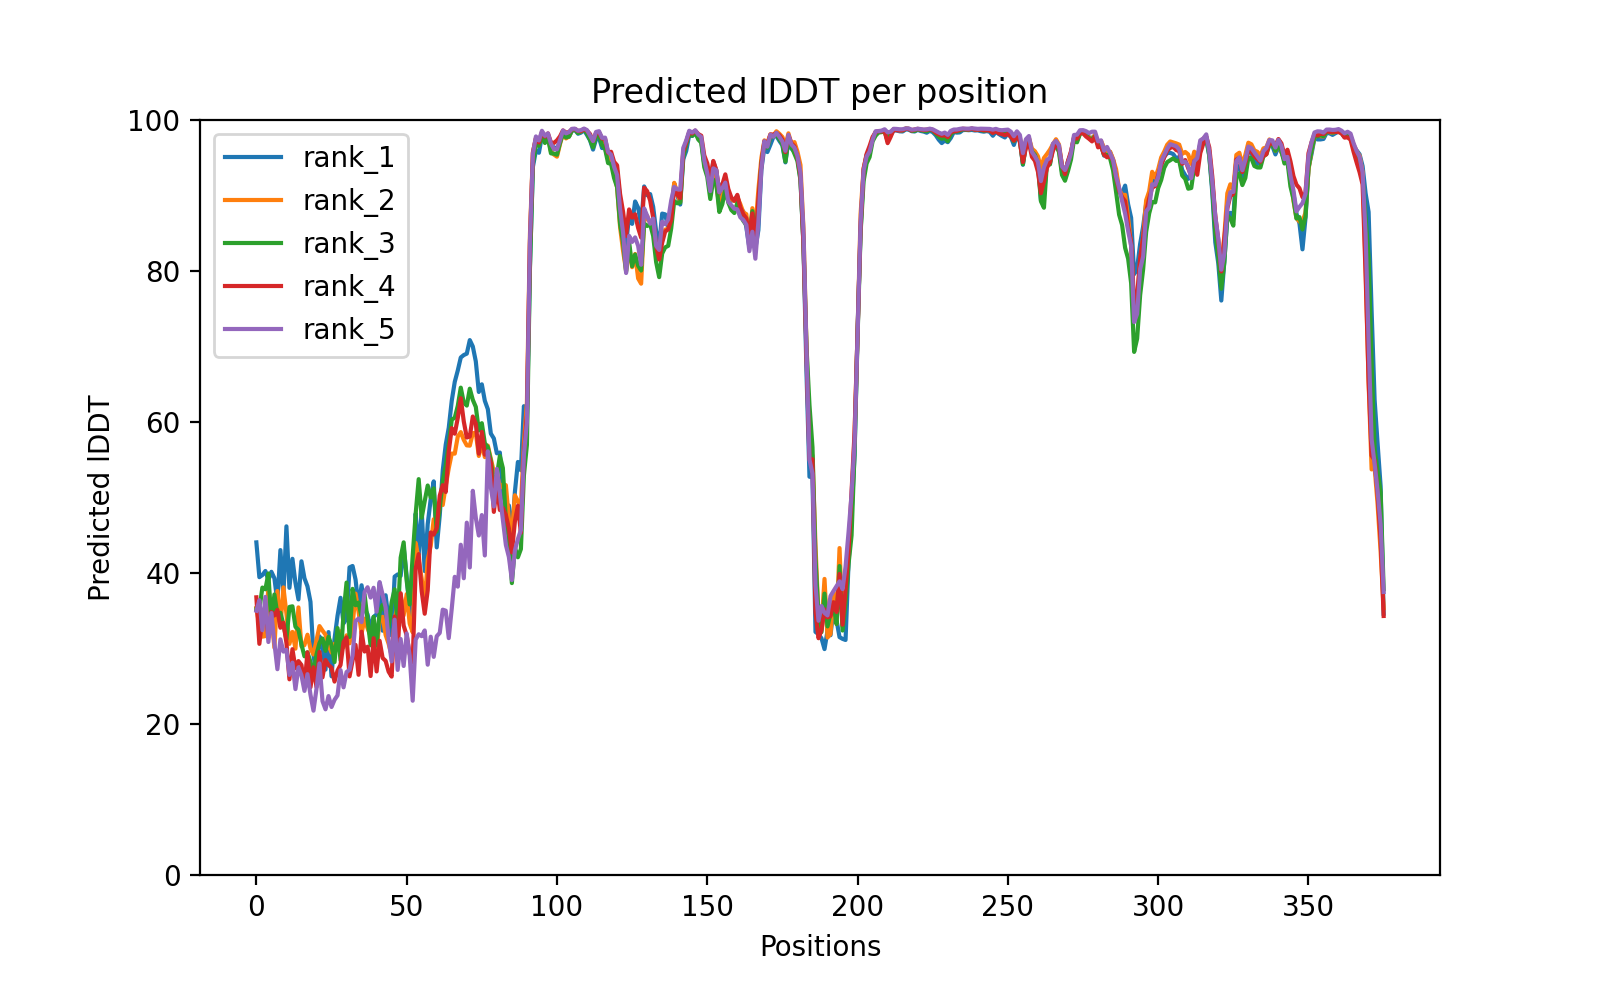 Predicted lDDT per position
100
80
60
40
20
0
Predicted lDDT
rank_1
rank_2
rank_3
rank_4
rank_5
0 50 100 150 200 250 300 350
Positions